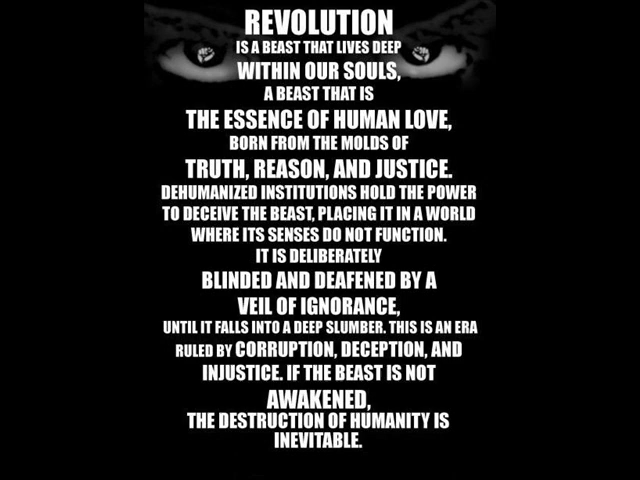 REVOLUTION
IS A BEAST THAT LIVES DEEP
WITHIN OUR SOULS,
A BEAST THAT IS
THE ESSENCE OF HUMAN LOVE,
BORN FROM THE MOLDS OF
TRUTH, REASON, AND JUSTICE.
DEHUMANIZED INSTITUTIONS HOLD THE POWER
TO DECEIVE THE BEAST, PLACING IT IN A WORLD
WHERE ITS SENSES DO NOT FUNCTION.
IT IS DELIBERATELY
BLINDED AND DEAFENED BY A
VEIL OF IGNORANCE,
UNTIL IT FALLS INTO A DEEP SLUMBER. THIS IS AN ERA
RULED BY CORRUPTION, DECEPTION, AND
INJUSTICE. IF THE BEAST IS NOT
AWAKENED,
THE DESTRUCTION OF HUMANITY IS
INEVITABLE.